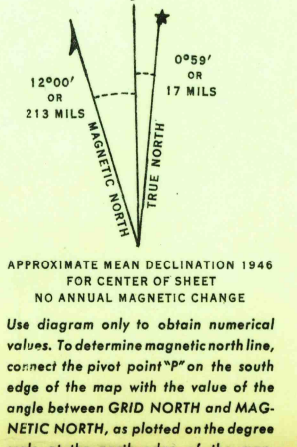 12°00'
OR
213 MILS
0°59'
OR
17 MILS
MAGNETIC NORTH
TRUE NORTH
APPROXIMATE MEAN DECLINATION 1946
FOR CENTER OF SHEET
NO ANNUAL MAGNETIC CHANGE
Use diagram only to obtain numerical
values. To determine magnetic north line,
connect the pivot point "P" on the south
edge of the map with the value of the
angle between GRID NORTH and MAG-
NETIC NORTH, as plotted on the degree